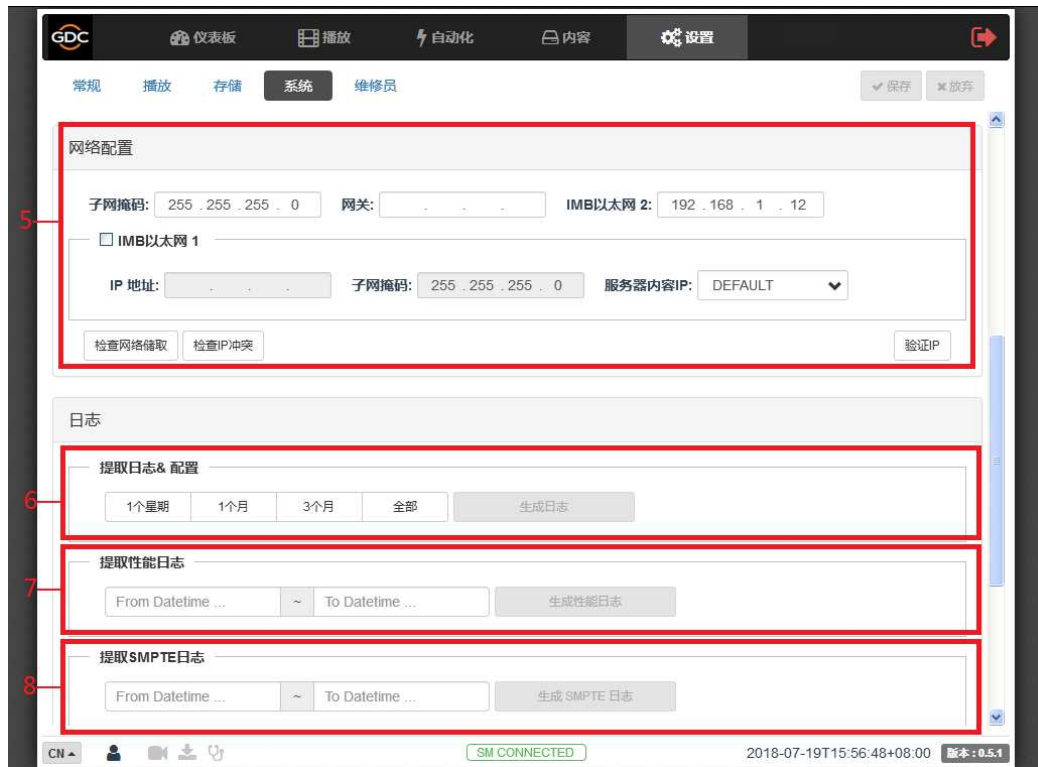 GDC 仪表板 播放 自动化 内容 设置
常规 播放 存储 系统 维修员 保存 放弃
网络配置
5
子网掩码: 255 . 255 . 255 . 0 网关: . . . IMB以太网 2: 192 . 168 . 1 . 12
IMB以太网 1
IP 地址: . . . 子网掩码: 255 . 255 . 255 . 0 服务器内容IP: DEFAULT
检查网络储取 检查IP冲突 验证IP
日志
提取日志& 配置
6
1个星期 1个月 3个月 全部 生成日志
提取性能日志
7
From Datetime ... ~ To Datetime ... 生成性能日志
提取SMPTE日志
8
From Datetime ... ~ To Datetime ... 生成 SMPTE 日志
CN SM CONNECTED 2018-07-19T15:56:48+08:00 版本 : 0.5.1